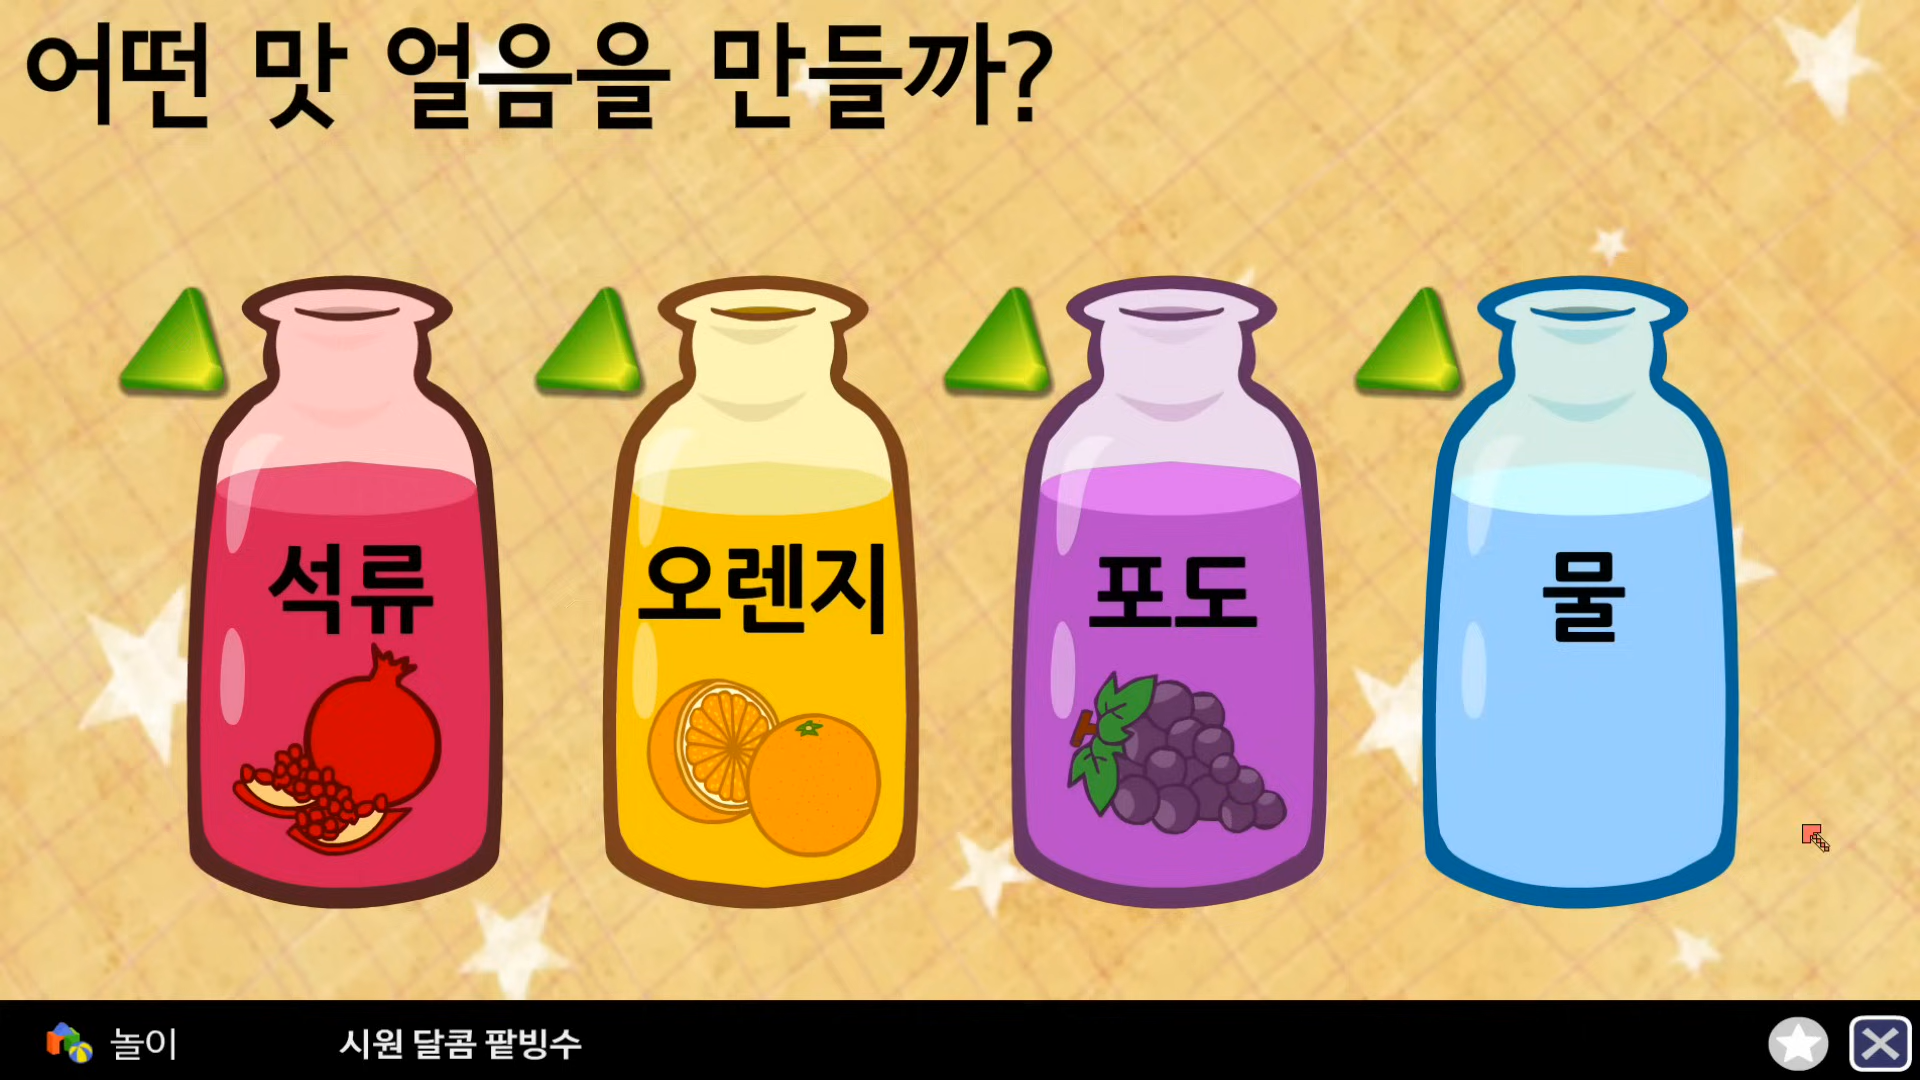 어떤 맛 얼음을 만들까?
석류
오렌지
포도
물
놀이
시원 달콤 팥빙수